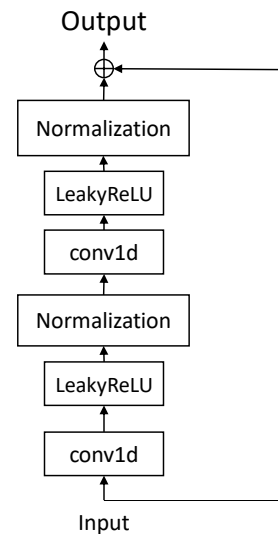 Output
Normalization
LeakyReLU
conv1d
Normalization
LeakyReLU
conv1d
Input